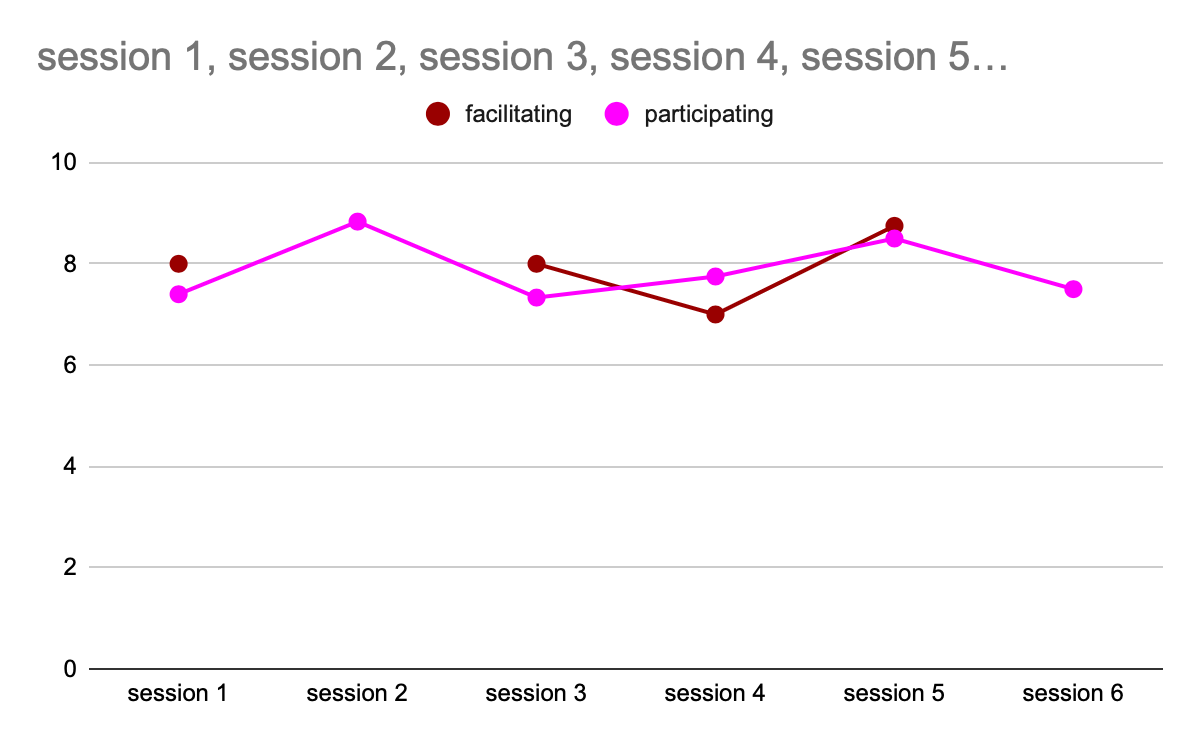 session 1, session 2, session 3, session 4, session 5…
facilitating participating
10
8
6
4
2
0
session 1 session 2 session 3 session 4 session 5 session 6